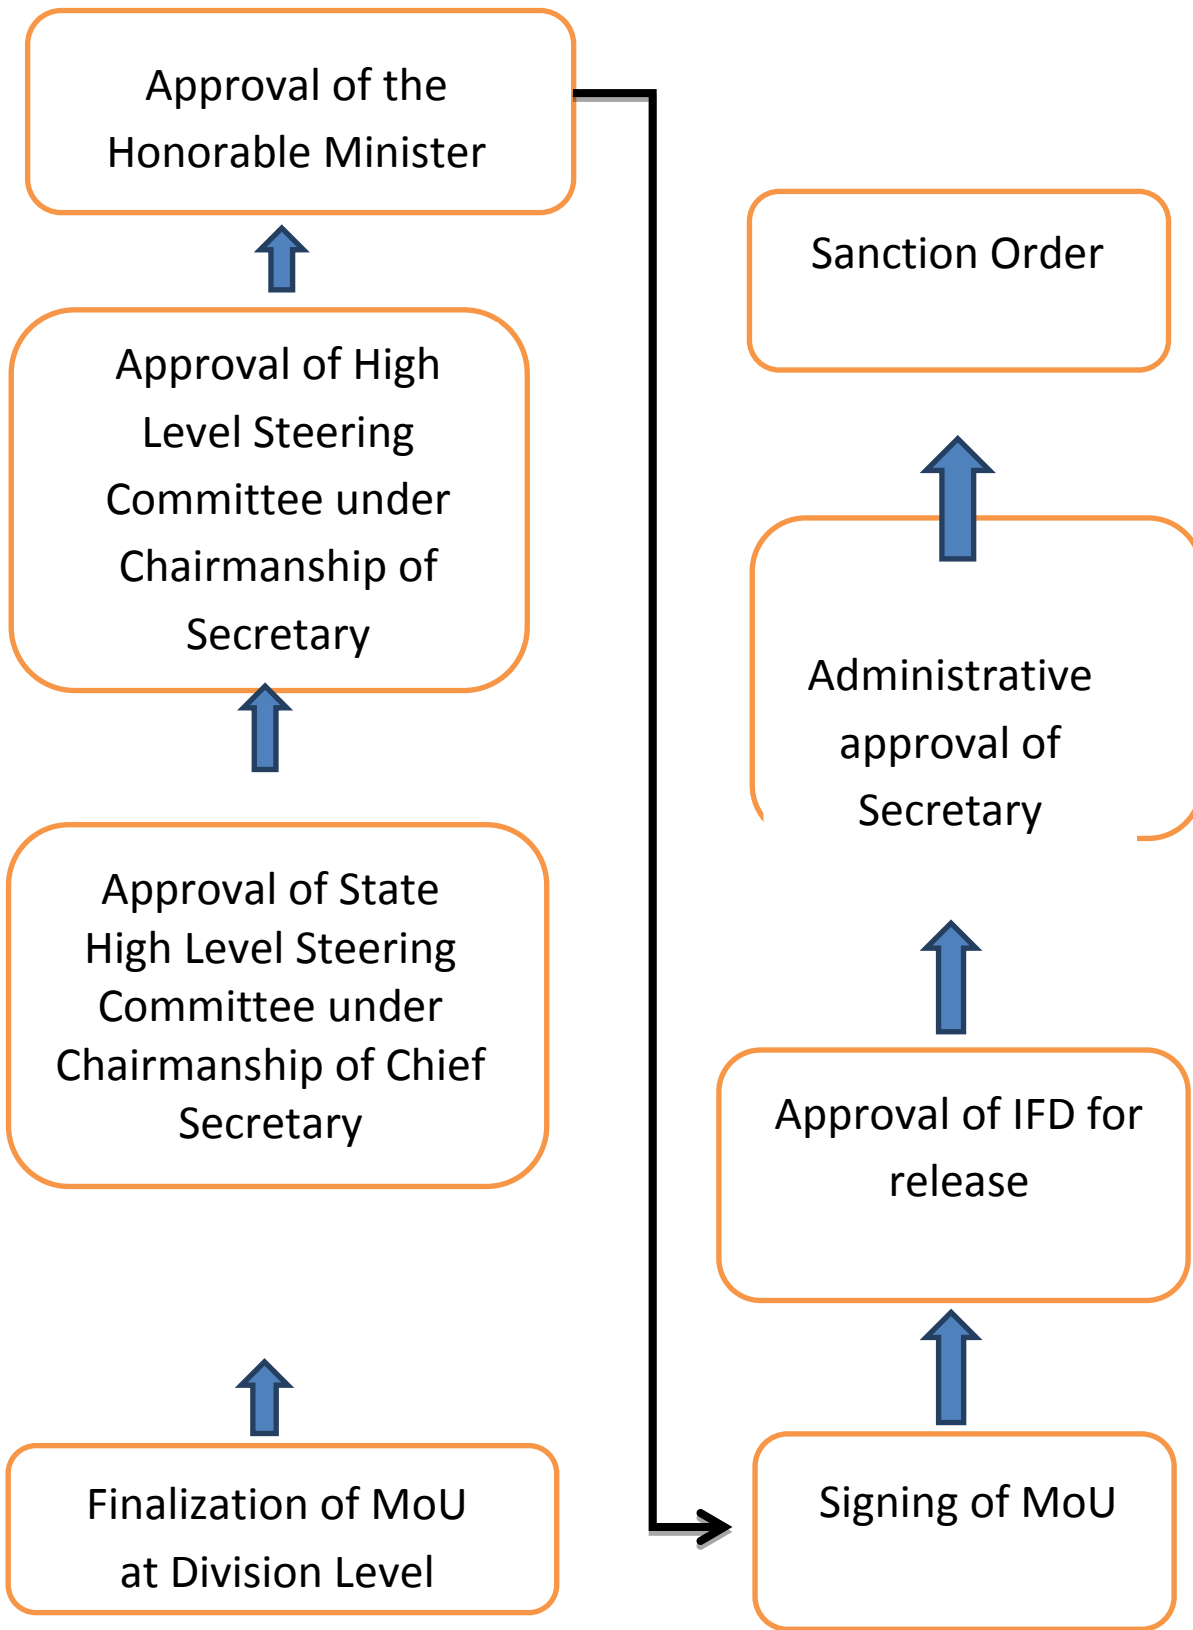 Approval of the
Honorable Minister
Approval of High
Level Steering
Committee under
Chairmanship of
Secretary
Approval of State
High Level Steering
Committee under
Chairmanship of Chief
Secretary
Finalization of MoU
at Division Level
Sanction Order
Administrative
approval of
Secretary
Approval of IFD for
release
Signing of MoU